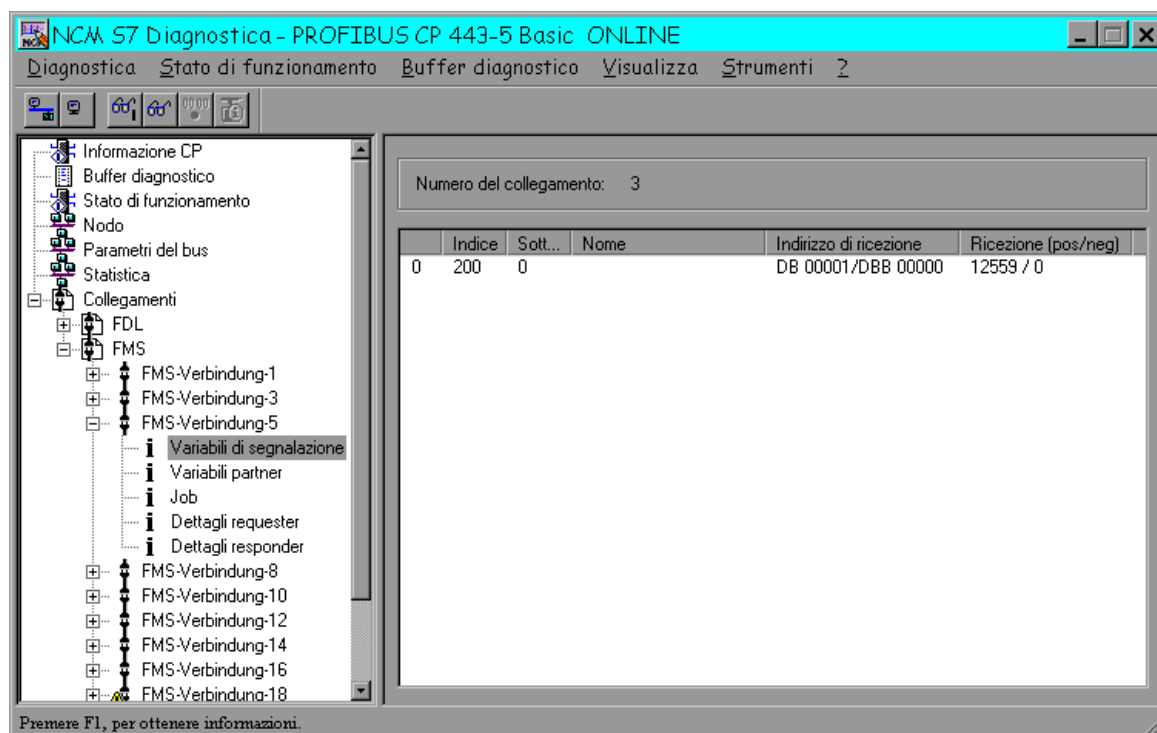 NCM S7 Diagnostica - PROFIBUS CP 443-5 Basic ONLINE
Diagnostica Stato di funzionamento Buffer diagnostico Visualizza Strumenti ?
Informazione CP
Buffer diagnostico
Stato di funzionamento
Nodo
Parametri del bus
Statistica
Collegamenti
FDL
FMS
FMS-Verbindung-1
FMS-Verbindung-3
FMS-Verbindung-5
Variabili di segnalazione
Variabili partner
Job
Dettagli requester
Dettagli responder
FMS-Verbindung-8
FMS-Verbindung-10
FMS-Verbindung-12
FMS-Verbindung-14
FMS-Verbindung-16
FMS-Verbindung-18
Numero del collegamento: 3
Indice Sott... Nome Indirizzo di ricezione Ricezione (pos/neg)
0 200 0 DB 00001/DBB 00000 12559 / 0
Premere F1, per ottenere informazioni.